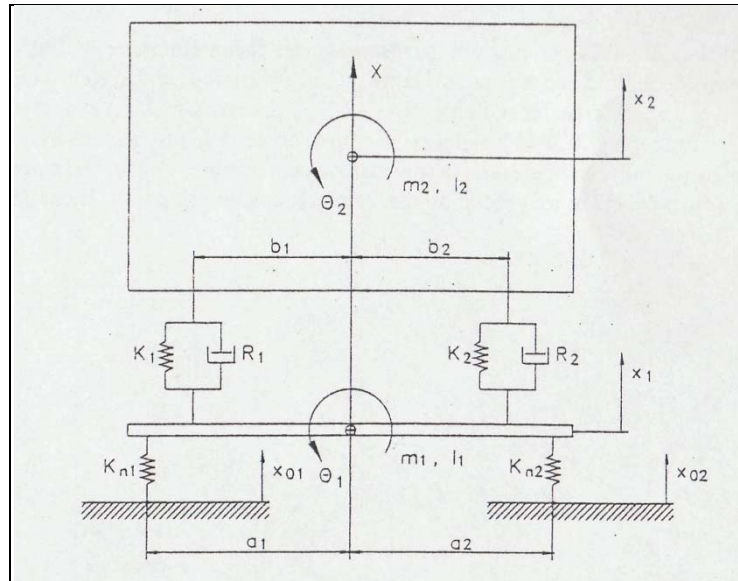 X
x2
m2, I2
Θ2
b1
b2
K1
R1
K2
R2
x1
Kn1
Θ1
m1, I1
Kn2
x01
x02
a1
a2